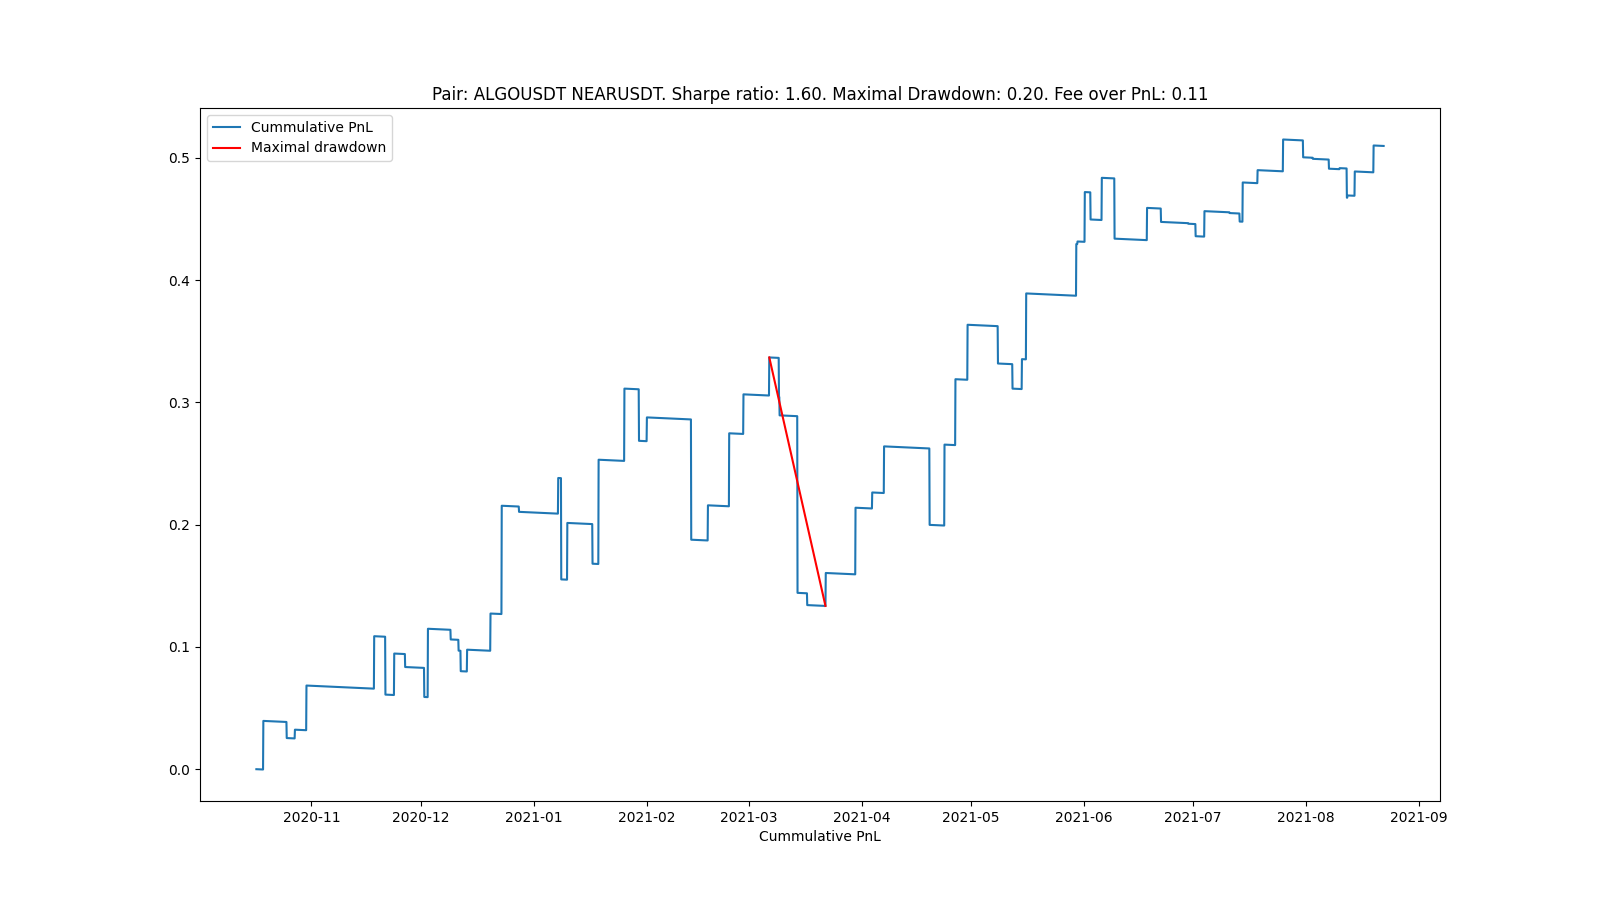 Pair: ALGOUSDT NEARUSDT. Sharpe ratio: 1.60. Maximal Drawdown: 0.20. Fee over PnL: 0.11
Cummulative PnL
Maximal drawdown
0.5
0.4
0.3
0.2
0.1
0.0
2020-11 2020-12 2021-01 2021-02 2021-03 2021-04 2021-05 2021-06 2021-07 2021-08 2021-09
Cummulative PnL